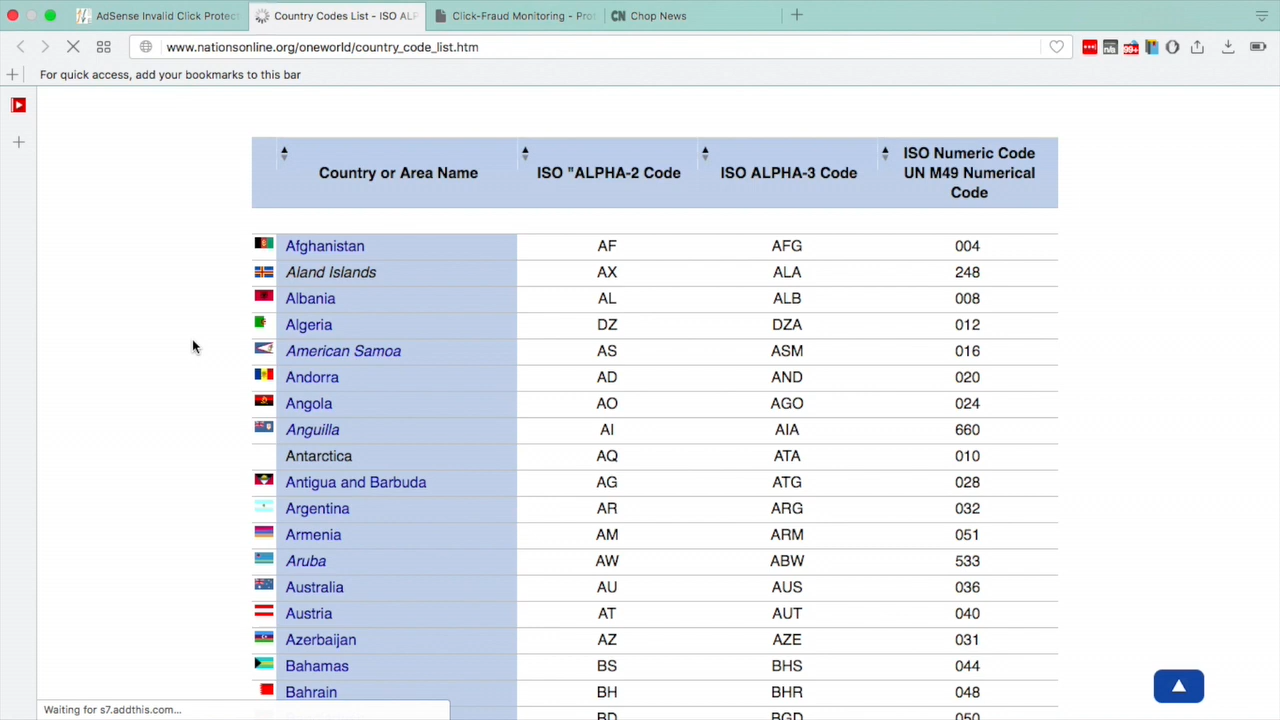 AdSense Invalid Click Protect
Country Codes List - ISO AL
Click-Fraud Monitoring - Pro
CN Chop News
www.nationsonline.org/oneworld/country_code_list.htm
n/a
99+
For quick access, add your bookmarks to this bar
Country or Area Name ISO "ALPHA-2 Code ISO ALPHA-3 Code ISO Numeric Code
UN M49 Numerical
Code
Afghanistan AF AFG 004
Aland Islands AX ALA 248
Albania AL ALB 008
Algeria DZ DZA 012
American Samoa AS ASM 016
Andorra AD AND 020
Angola AO AGO 024
Anguilla AI AIA 660
Antarctica AQ ATA 010
Antigua and Barbuda AG ATG 028
Argentina AR ARG 032
Armenia AM ARM 051
Aruba AW ABW 533
Australia AU AUS 036
Austria AT AUT 040
Azerbaijan AZ AZE 031
Bahamas BS BHS 044
Bahrain BH BHR 048
BD BGD 050
Waiting for s7.addthis.com...